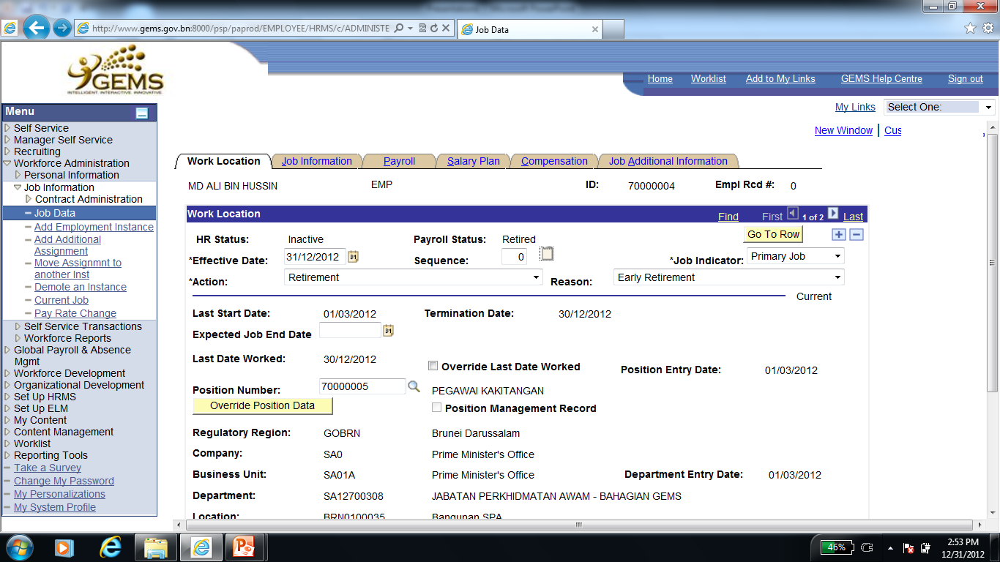 http://www.gems.gov.bn:8000/psp/paprod/EMPLOYEE/HRMS/c/ADMINISTE
Job Data
GEMS
INTELLIGENT INTERACTIVE INNOVATIVE
Home Worklist Add to My Links GEMS Help Centre Sign out
My Links Select One:
New Window Cus
Menu
Self Service
Manager Self Service
Recruiting
Workforce Administration
Personal Information
Job Information
Contract Administration
Job Data
Add Employment Instance
Add Additional
Assignment
Move Assignmnt to
another Inst
Demote an Instance
Current Job
Pay Rate Change
Self Service Transactions
Workforce Reports
Global Payroll & Absence
Mgmt
Workforce Development
Organizational Development
Set Up HRMS
Set Up ELM
My Content
Content Management
Worklist
Reporting Tools
Take a Survey
Change My Password
My Personalizations
My System Profile
Work Location Job Information Payroll Salary Plan Compensation Job Additional Information
MD ALI BIN HUSSIN EMP ID: 70000004 Empl Rcd #: 0
Work Location Find First 1 of 2 Last
Go To Row
HR Status: Inactive Payroll Status: Retired
*Effective Date: 31/12/2012 31 Sequence: 0 *Job Indicator: Primary Job
*Action: Retirement Reason: Early Retirement
Current
Last Start Date: 01/03/2012 Termination Date: 30/12/2012
Expected Job End Date 31
Last Date Worked: 30/12/2012 Override Last Date Worked Position Entry Date: 01/03/2012
Position Number: 70000005 PEGAWAI KAKITANGAN
Override Position Data Position Management Record
Regulatory Region: GOBRN Brunei Darussalam
Company: SA0 Prime Minister's Office
Business Unit: SA01A Prime Minister's Office Department Entry Date: 01/03/2012
Department: SA12700308 JABATAN PERKHIDMATAN AWAM - BAHAGIAN GEMS
Location: BRN0100035 Bangunan SPA
46% 2:53 PM
12/31/2012